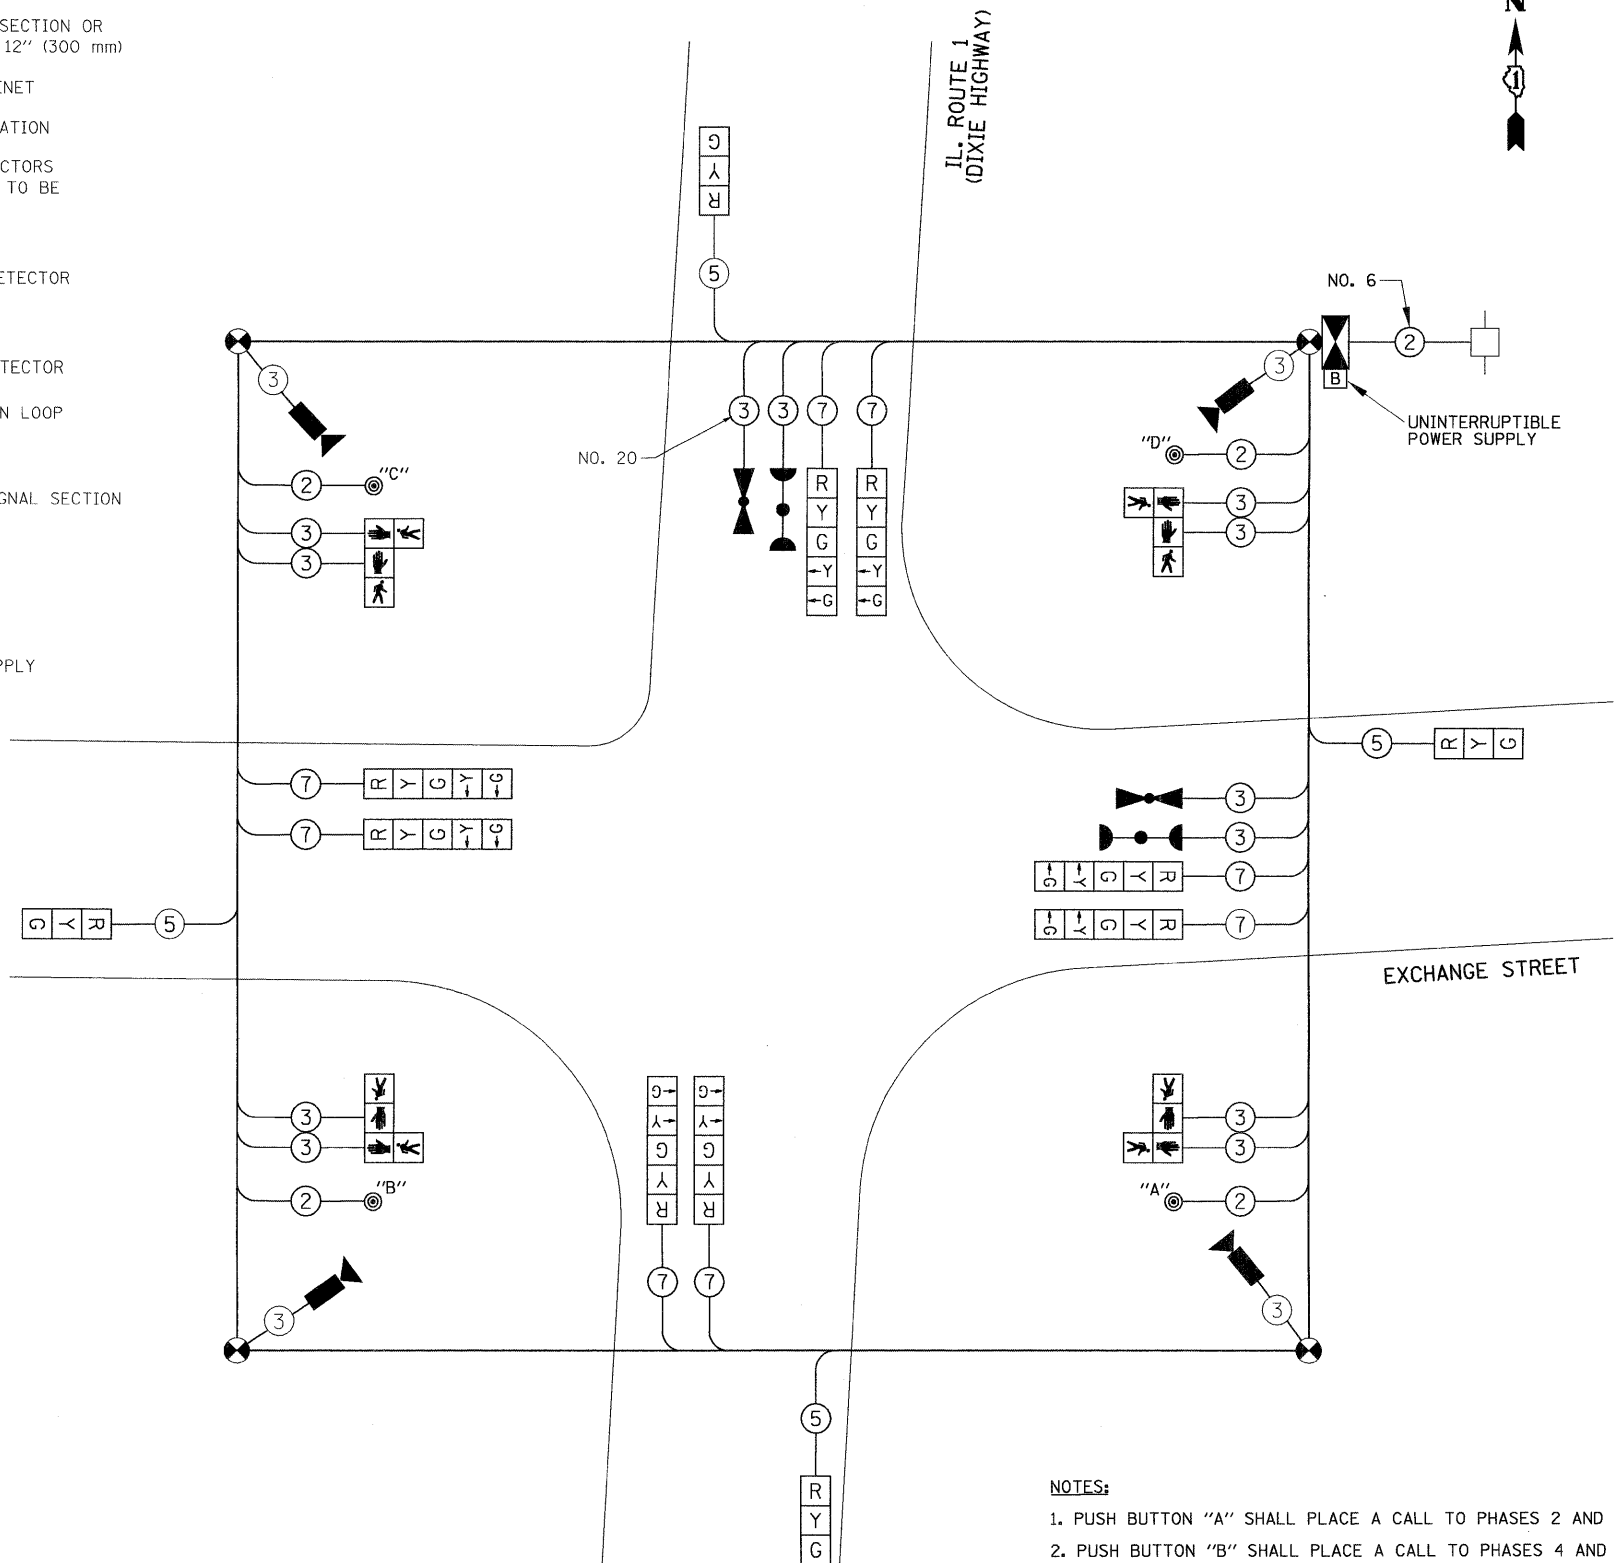 SECTION OR
12" (300 mm)
INET
ATION
CTORS
TO BE
ETECTOR
TECTOR
N LOOP
GNAL SECTION
PPLY
N
1
IL. ROUTE 1
(DIXIE HIGHWAY)
G
Y
R
5
NO. 6
2
3
3
B
UNINTERRUPTIBLE
POWER SUPPLY
NO. 20
3 3 7 7
"D"
2
"C"
2
R R
Y Y
G G
←Y ←Y
←G ←G
3
3
3
3
5 R Y G
7 R Y G ←Y ←G
7 R Y G ←Y ←G
3
3
←G ←Y G Y R 7
←G ←Y G Y R 7
G Y R 5
EXCHANGE STREET
3
3
3
3
←G ←G
←Y ←Y
G G
Y Y
R R
2 "B"
"A" 2
7 7
3
3
5
R
Y
G
NOTES:
1. PUSH BUTTON "A" SHALL PLACE A CALL TO PHASES 2 AND
2. PUSH BUTTON "B" SHALL PLACE A CALL TO PHASES 4 AND